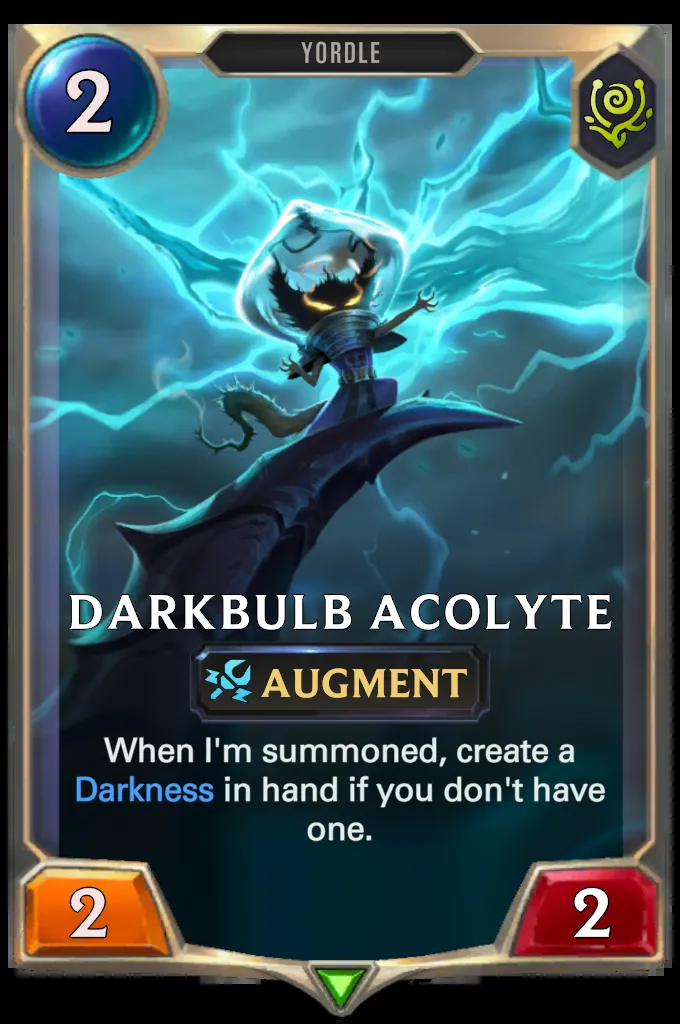 YORDLE
2
DARKBULB ACOLYTE
AUGMENT
When I'm summoned, create a
Darkness in hand if you don't have
one.
2
2